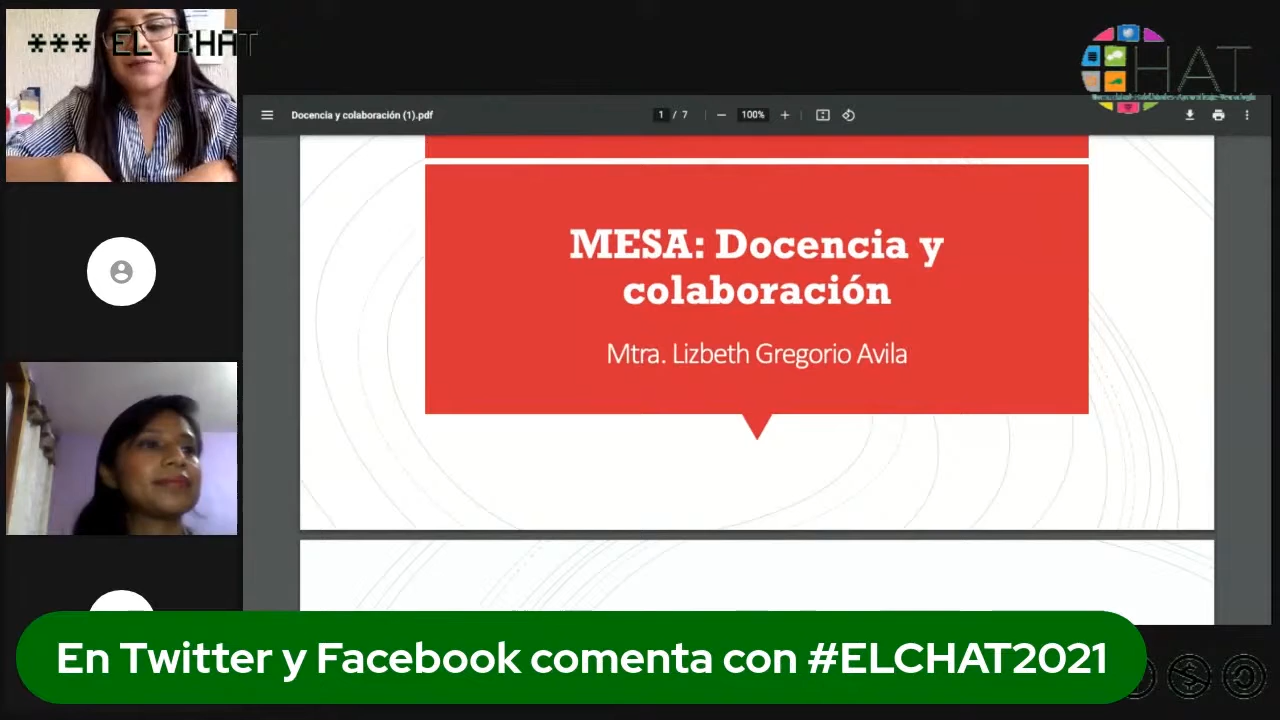 *** EL CHAT
HAT
Docencia y colaboración (1).pdf
1 / 7
100%
MESA: Docencia y
colaboración
Mtra. Lizbeth Gregorio Avila
En Twitter y Facebook comenta con #ELCHAT2021